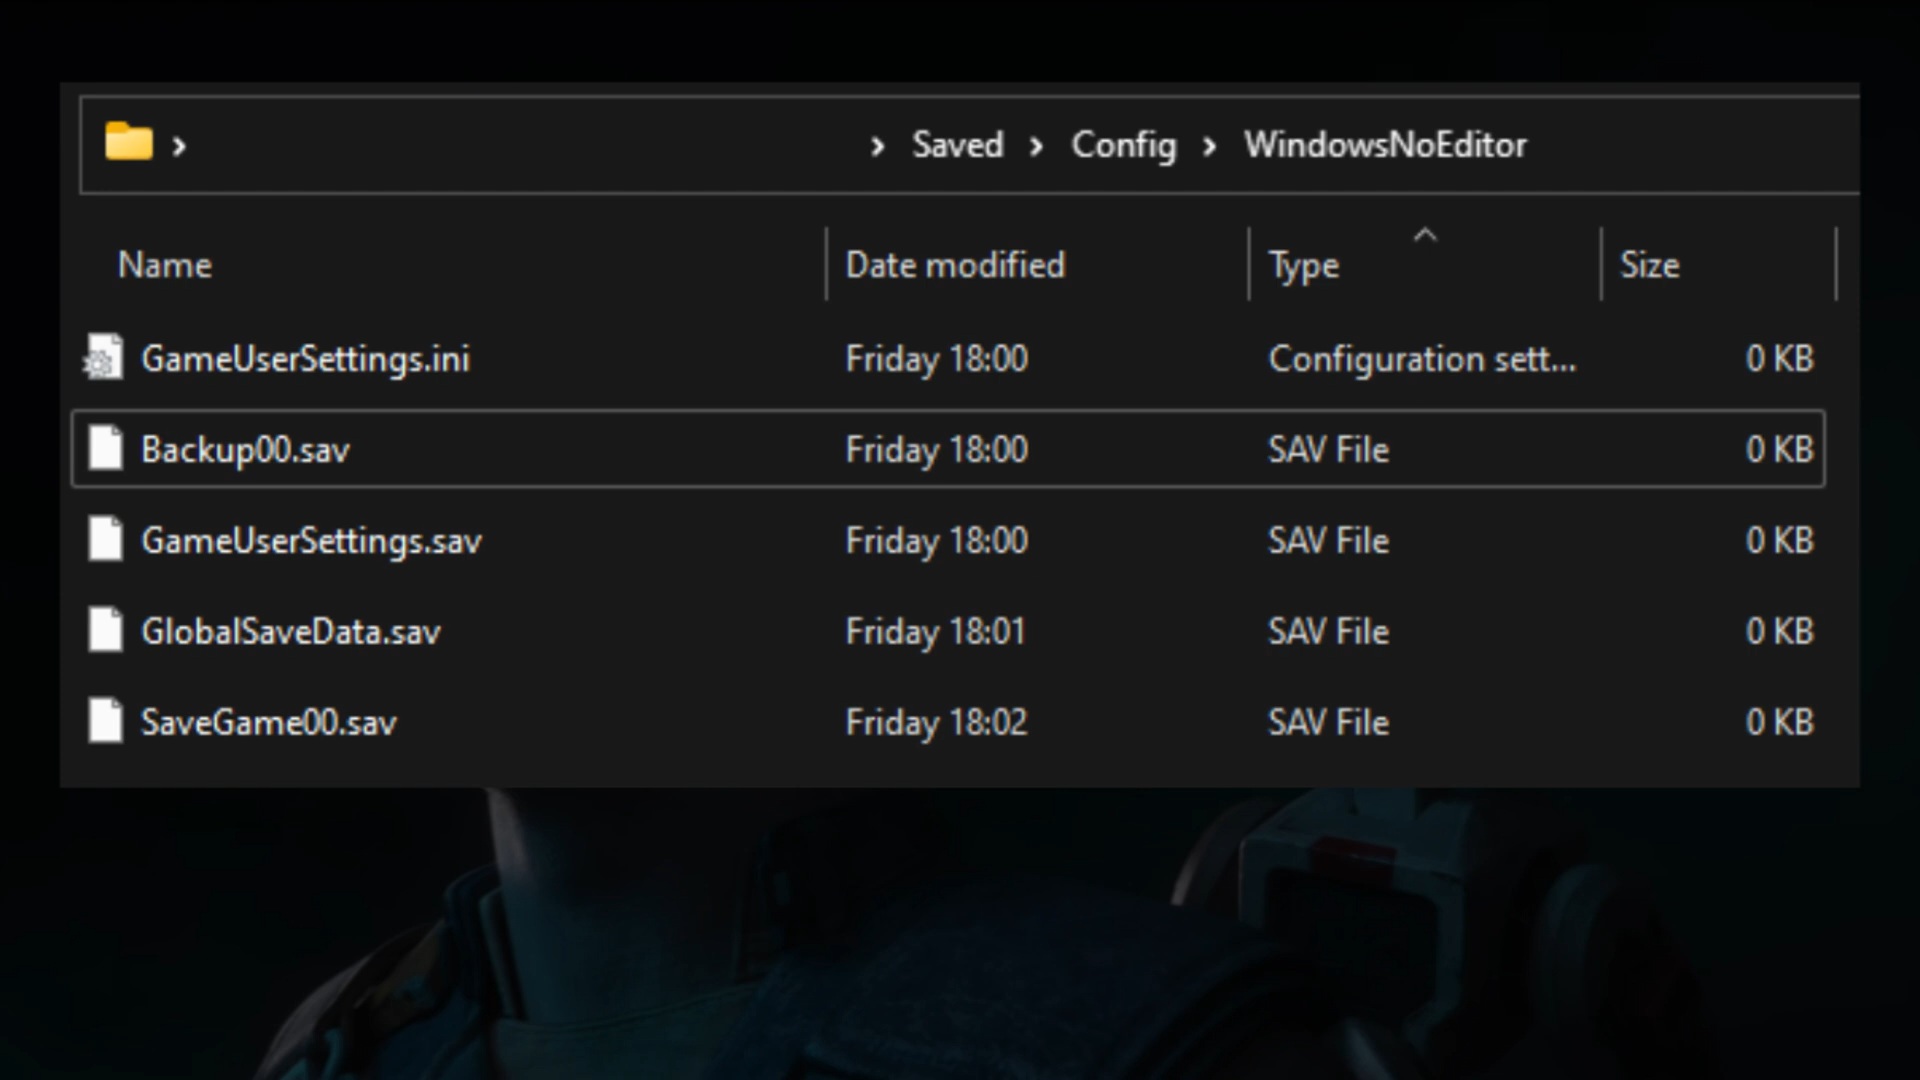 Saved Config WindowsNoEditor
Name Date modified Type Size
GameUserSettings.ini Friday 18:00 Configuration sett... 0 KB
Backup00.sav Friday 18:00 SAV File 0 KB
GameUserSettings.sav Friday 18:00 SAV File 0 KB
GlobalSaveData.sav Friday 18:01 SAV File 0 KB
SaveGame00.sav Friday 18:02 SAV File 0 KB